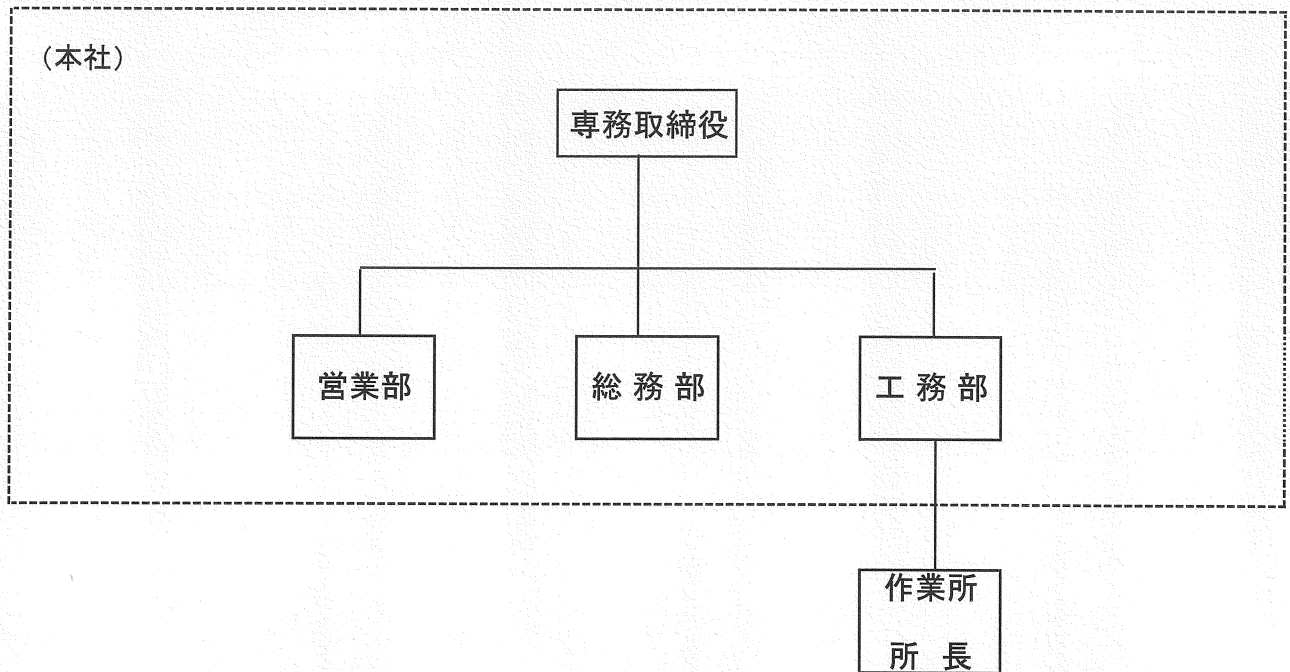 （本社）
専務取締役
営業部
総 務 部
工 務 部
作業所
所 長